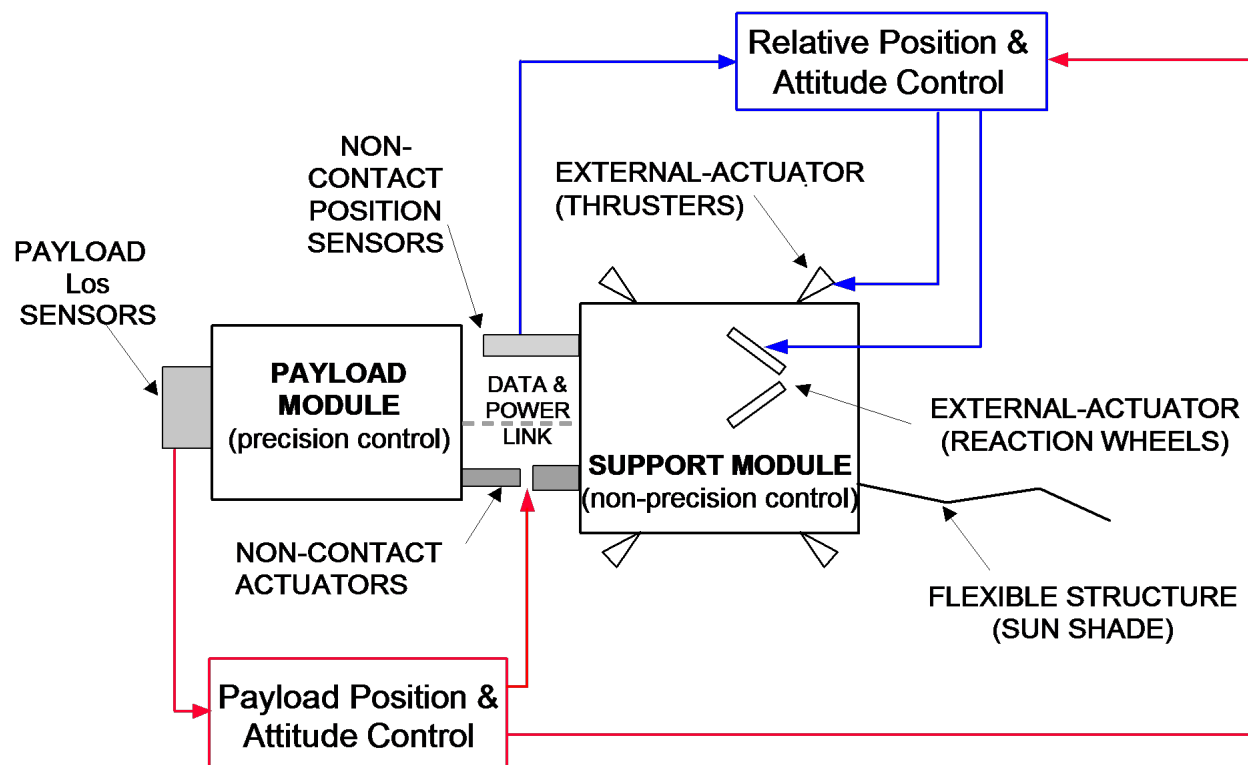 Relative Position &
Attitude Control
NON-
CONTACT
POSITION
SENSORS
EXTERNAL-ACTUATOR
(THRUSTERS)
PAYLOAD
Los
SENSORS
PAYLOAD
MODULE
(precision control)
DATA &
POWER
LINK
EXTERNAL-ACTUATOR
(REACTION WHEELS)
SUPPORT MODULE
(non-precision control)
NON-CONTACT
ACTUATORS
FLEXIBLE STRUCTURE
(SUN SHADE)
Payload Position &
Attitude Control